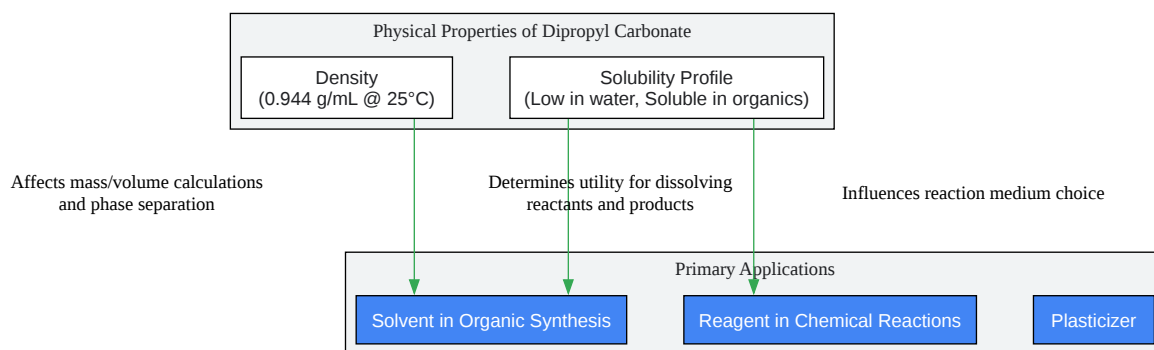 Physical Properties of Dipropyl Carbonate
Density
(0.944 g/mL @ 25°C)
Solubility Profile
(Low in water, Soluble in organics)
Affects mass/volume calculations
and phase separation
Determines utility for dissolving
reactants and products
Influences reaction medium choice
Primary Applications
Solvent in Organic Synthesis
Reagent in Chemical Reactions
Plasticizer